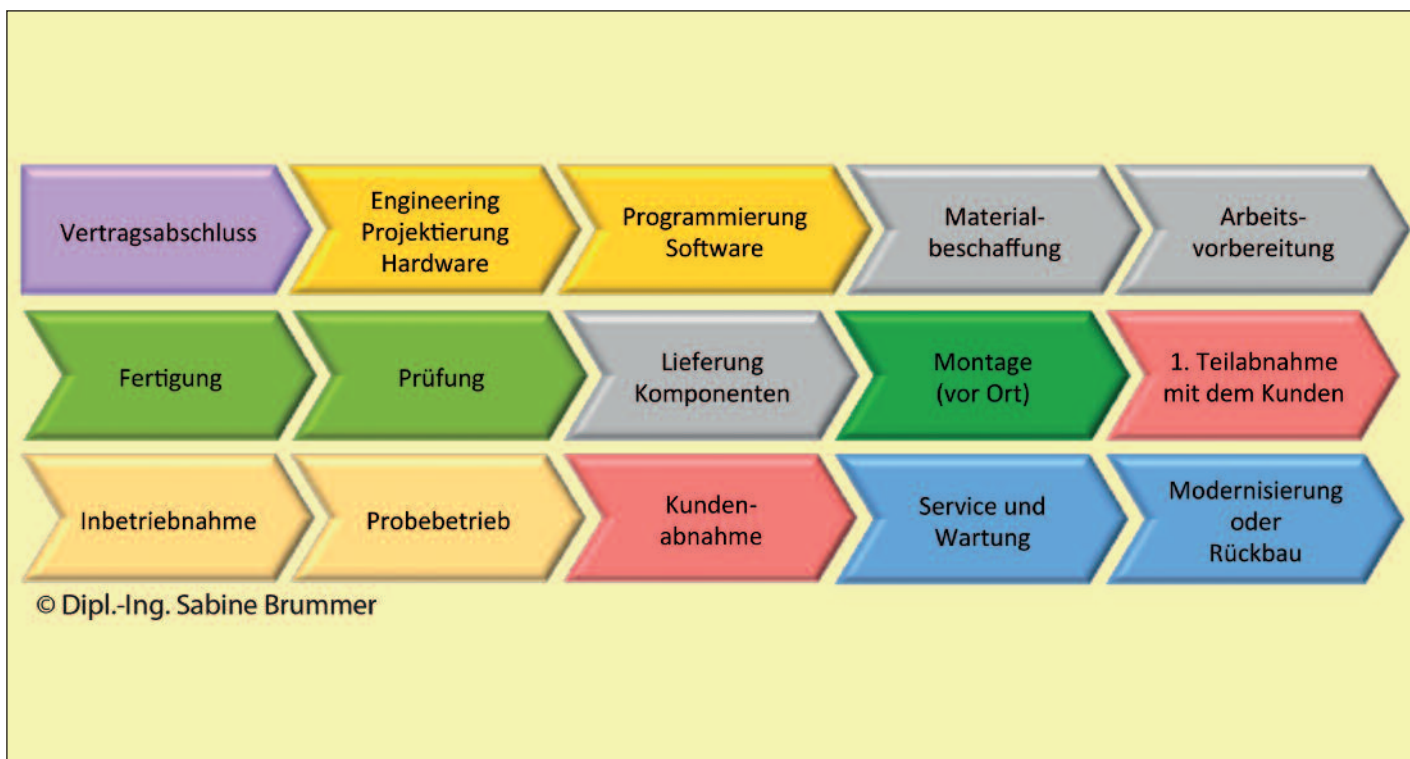 Vertragsabschluss
Engineering
Projektierung
Hardware
Programmierung
Software
Material-
beschaffung
Arbeits-
vorbereitung
Fertigung
Prüfung
Lieferung
Komponenten
Montage
(vor Ort)
1. Teilabnahme
mit dem Kunden
Inbetriebnahme
Probebetrieb
Kunden-
abnahme
Service und
Wartung
Modernisierung
oder
Rückbau
© Dipl.-Ing. Sabine Brummer